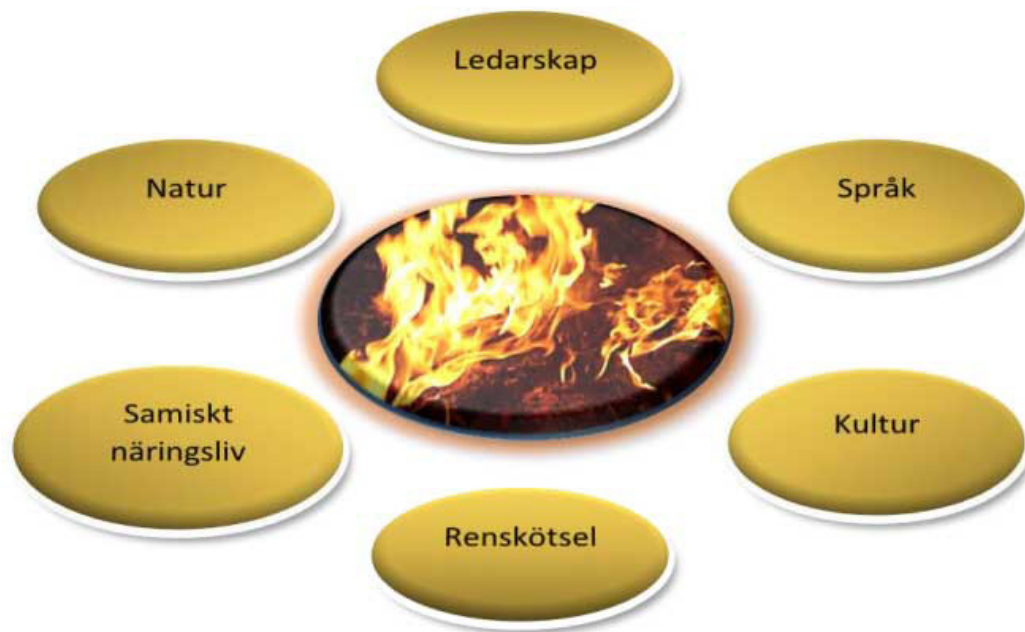 Ledarskap
Natur
Språk
Samiskt
näringsliv
Kultur
Renskötsel